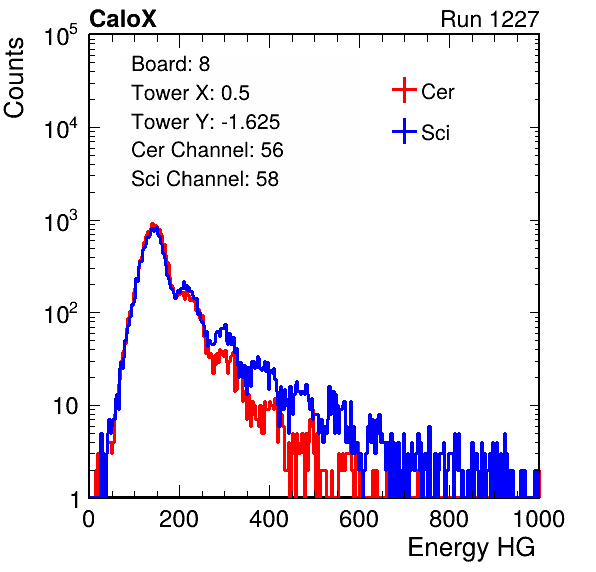 CaloX Run 1227
Counts
Board: 8
Tower X: 0.5
Tower Y: -1.625
Cer Channel: 56
Sci Channel: 58
Cer
Sci
10^5
10^4
10^3
10^2
10
1
0 200 400 600 800 1000
Energy HG